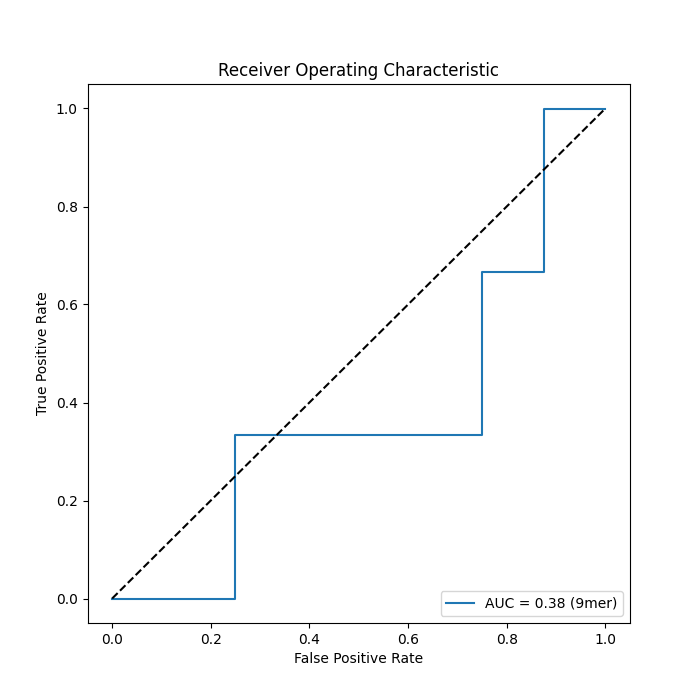 Receiver Operating Characteristic
1.0
0.8
0.6
0.4
0.2
0.0
True Positive Rate
AUC = 0.38 (9mer)
0.0 0.2 0.4 0.6 0.8 1.0
False Positive Rate